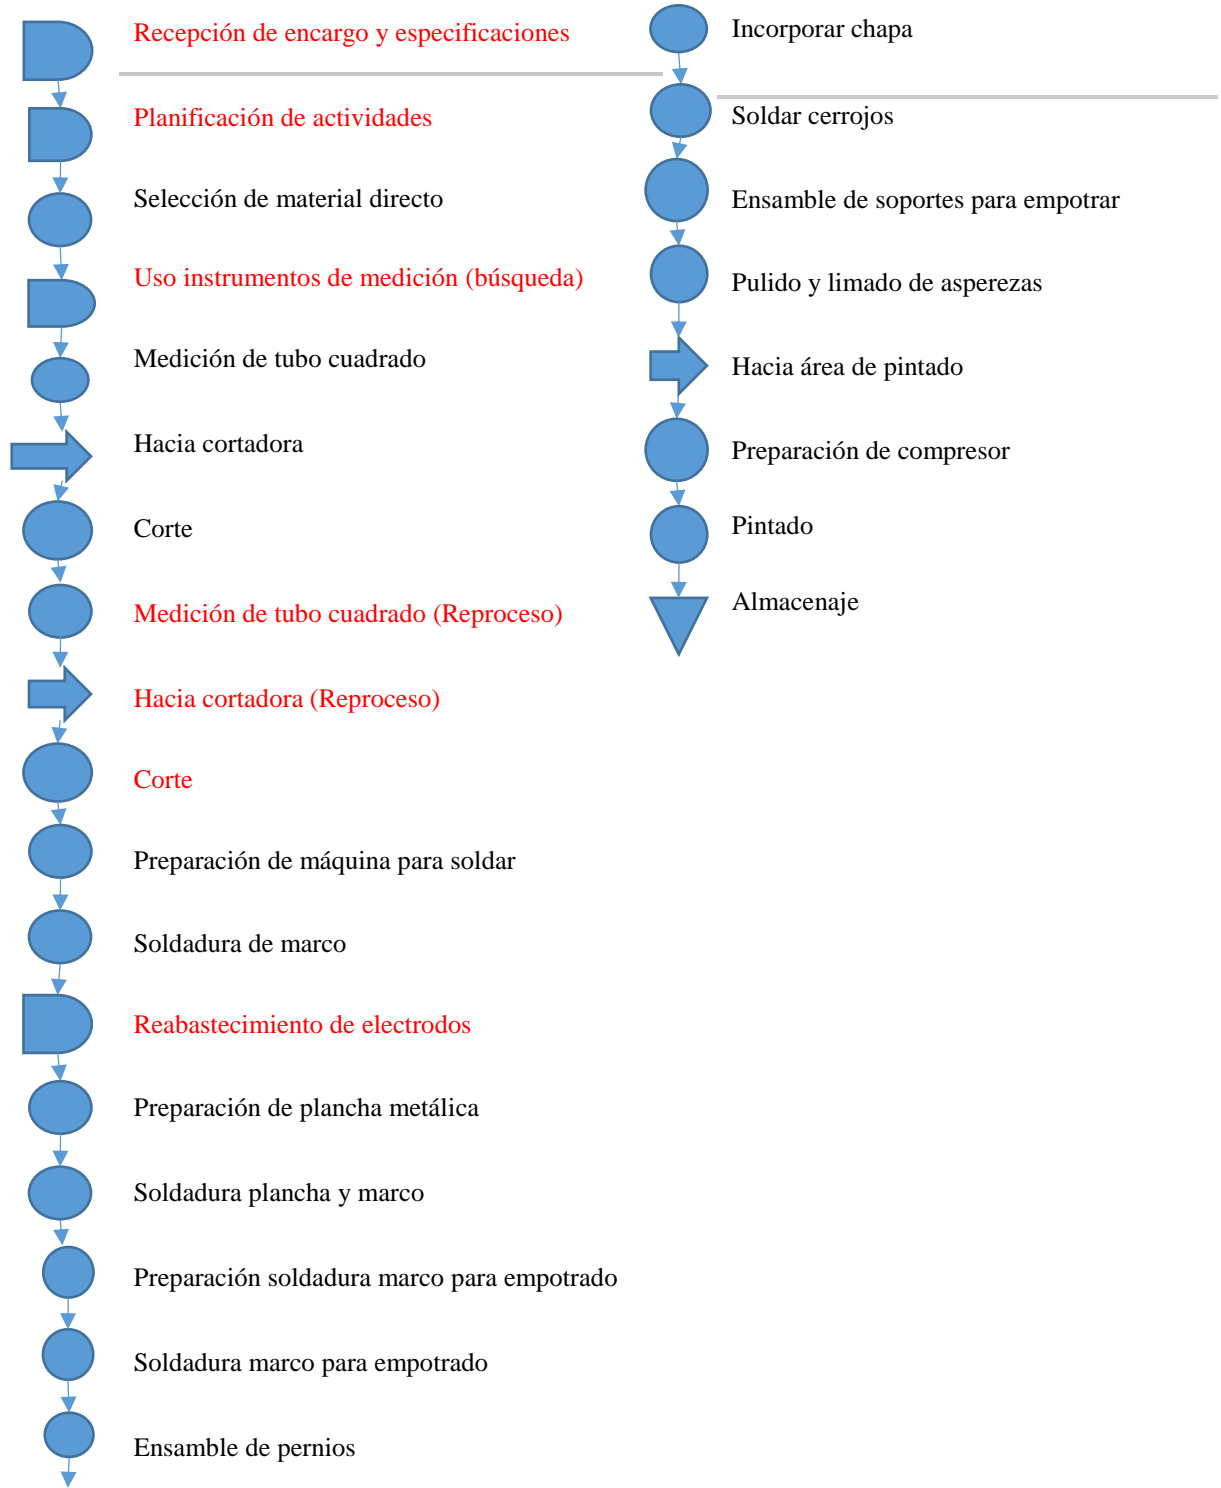 Recepción de encargo y especificaciones
Planificación de actividades
Selección de material directo
Uso instrumentos de medición (búsqueda)
Medición de tubo cuadrado
Hacia cortadora
Corte
Medición de tubo cuadrado (Reproceso)
Hacia cortadora (Reproceso)
Corte
Preparación de máquina para soldar
Soldadura de marco
Reabastecimiento de electrodos
Preparación de plancha metálica
Soldadura plancha y marco
Preparación soldadura marco para empotrado
Soldadura marco para empotrado
Ensamble de pernios
Incorporar chapa
Soldar cerrojos
Ensamble de soportes para empotrar
Pulido y limado de asperezas
Hacia área de pintado
Preparación de compresor
Pintado
Almacenaje